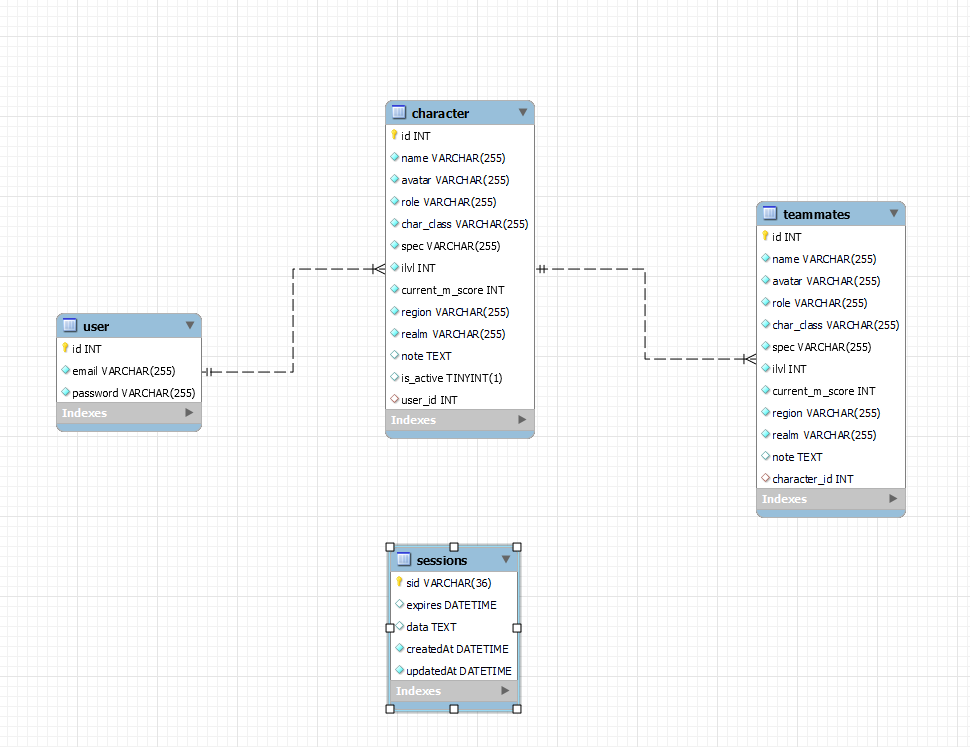 character
id INT
name VARCHAR(255)
avatar VARCHAR(255)
role VARCHAR(255)
char_class VARCHAR(255)
spec VARCHAR(255)
ilvl INT
current_m_score INT
region VARCHAR(255)
realm VARCHAR(255)
note TEXT
is_active TINYINT(1)
user_id INT
Indexes
teammates
id INT
name VARCHAR(255)
avatar VARCHAR(255)
role VARCHAR(255)
char_class VARCHAR(255)
spec VARCHAR(255)
ilvl INT
current_m_score INT
region VARCHAR(255)
realm VARCHAR(255)
note TEXT
character_id INT
Indexes
user
id INT
email VARCHAR(255)
password VARCHAR(255)
Indexes
sessions
sid VARCHAR(36)
expires DATETIME
data TEXT
createdAt DATETIME
updatedAt DATETIME
Indexes